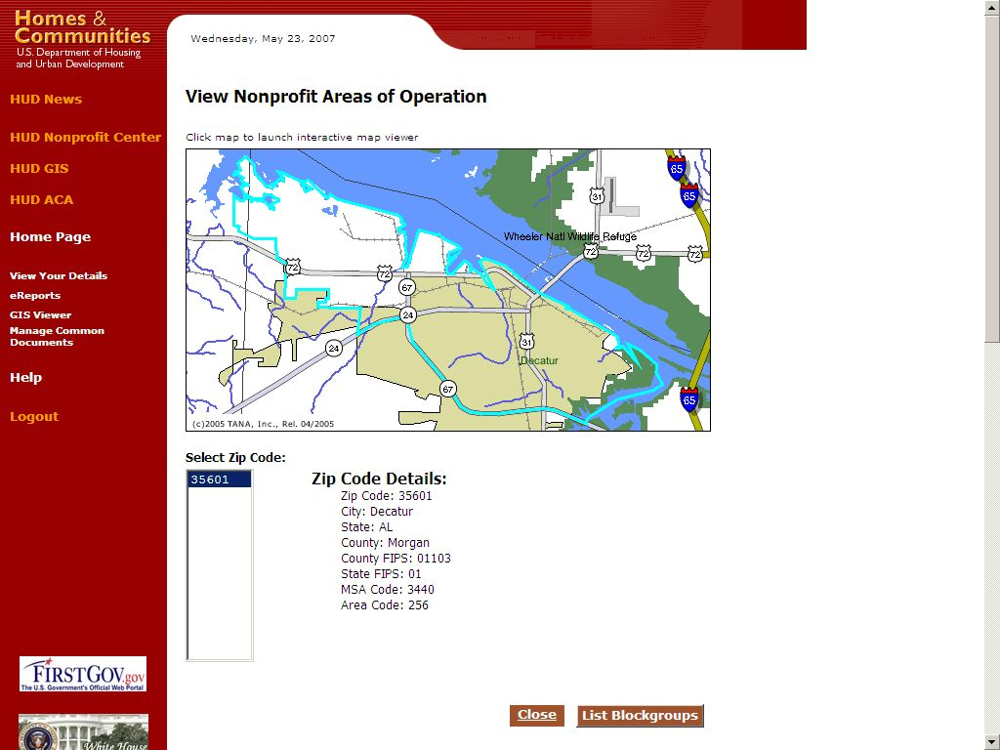 Homes &
Communities
U.S. Department of Housing
and Urban Development
Wednesday, May 23, 2007
HUD News
HUD Nonprofit Center
HUD GIS
HUD ACA
Home Page
View Your Details
eReports
GIS Viewer
Manage Common
Documents
Help
Logout
FIRSTGOV.gov
The U.S. Government's Official Web Portal
White House
View Nonprofit Areas of Operation
Click map to launch interactive map viewer
65
65
31
Wheeler Natl Wildlife Refuge
72
72
72
72
72
67
24
31
24
Decatur
67
65
(c)2005 TANA, Inc., Rel. 04/2005
Select Zip Code:
35601
Zip Code Details:
Zip Code: 35601
City: Decatur
State: AL
County: Morgan
County FIPS: 01103
State FIPS: 01
MSA Code: 3440
Area Code: 256
Close
List Blockgroups